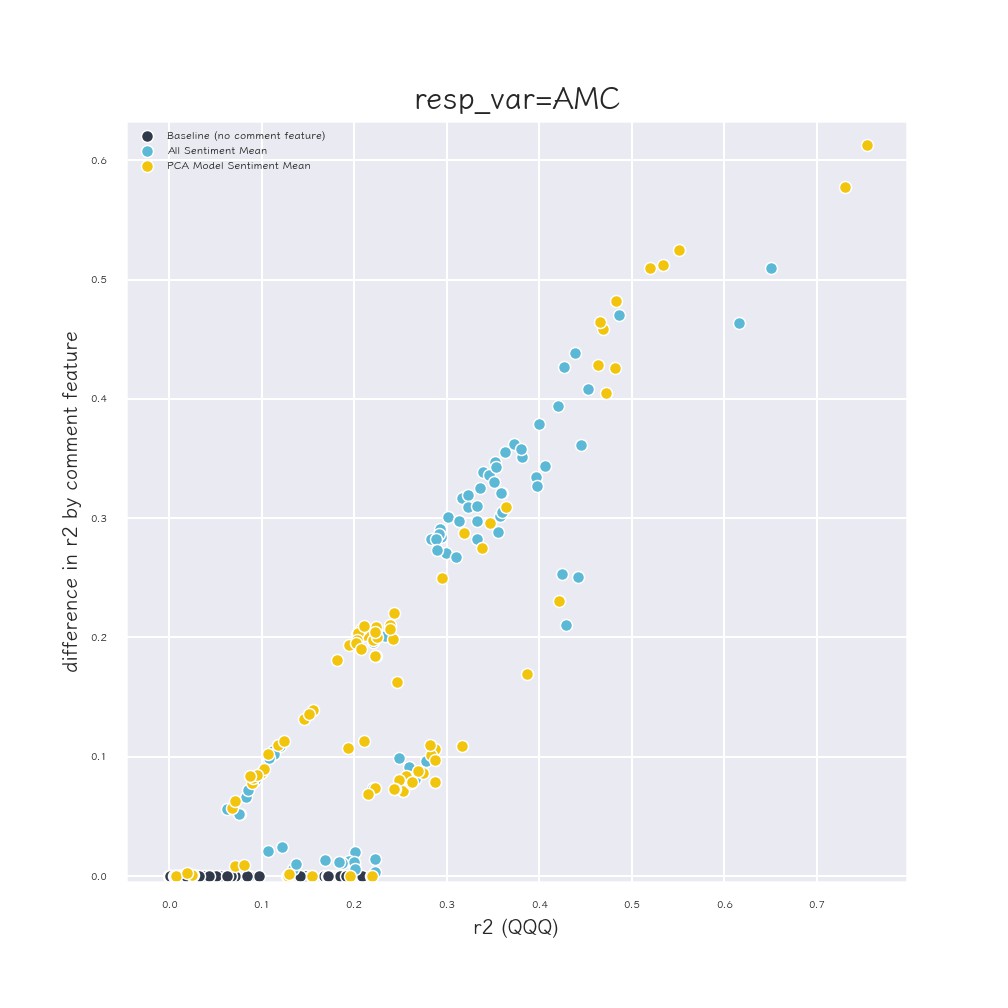 resp_var=AMC
Baseline (no comment feature)
All Sentiment Mean
PCA Model Sentiment Mean
difference in r2 by comment feature
0.6
0.5
0.4
0.3
0.2
0.1
0.0
0.0 0.1 0.2 0.3 0.4 0.5 0.6 0.7
r2 (QQQ)